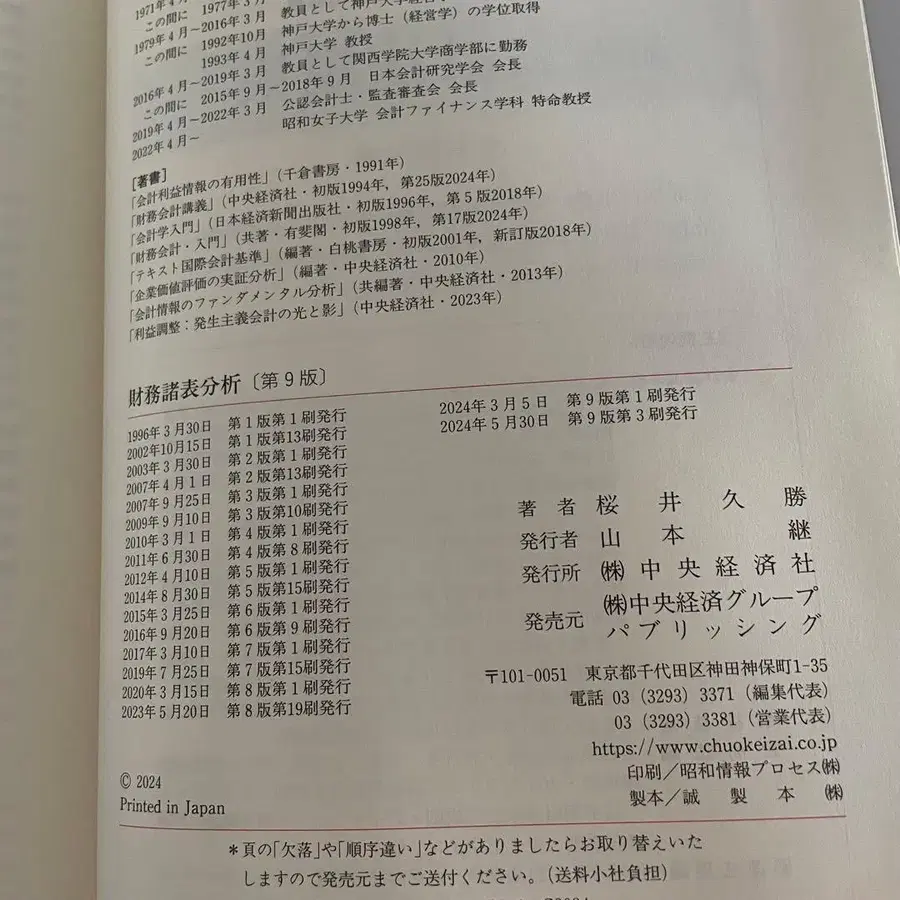 1971年4月
この間に 1977年3月 教員として神戸大学経営学
1979年4月～2016年3月 神戸大学から博士（経営学）の学位取得
この間に 1992年10月 神戸大学 教授
1993年4月 教員として関西学院大学商学部に勤務
2016年4月～2019年3月
この間に 2015年9月～2018年9月 日本会計研究学会 会長
2019年4月～2022年3月 公認会計士・監査審査会 会長
2022年4月～ 昭和女子大学 会計ファイナンス学科 特命教授
［著書］
「会計利益情報の有用性」（千倉書房・1991年）
「財務会計講義」（中央経済社・初版1994年，第25版2024年）
「会計学入門」（日本経済新聞出版社・初版1996年，第5版2018年）
「財務会計・入門」（共著・有斐閣・初版1998年，第17版2024年）
「テキスト国際会計基準」（編著・白桃書房・初版2001年，新訂版2018年）
「企業価値評価の実証分析」（編著・中央経済社・2010年）
「会計情報のファンダメンタル分析」（共編著・中央経済社・2013年）
「利益調整：発生主義会計の光と影」（中央経済社・2023年）
財務諸表分析〔第9版〕
1996年3月30日 第1版第1刷発行
2002年10月15日 第1版第13刷発行
2003年3月30日 第2版第1刷発行
2007年4月1日 第2版第13刷発行
2007年9月25日 第3版第1刷発行
2009年9月10日 第3版第10刷発行
2010年3月1日 第4版第1刷発行
2011年6月30日 第4版第8刷発行
2012年4月10日 第5版第1刷発行
2014年8月30日 第5版第15刷発行
2015年3月25日 第6版第1刷発行
2016年9月20日 第6版第9刷発行
2017年3月10日 第7版第1刷発行
2019年7月25日 第7版第15刷発行
2020年3月15日 第8版第1刷発行
2023年5月20日 第8版第19刷発行
2024年3月5日 第9版第1刷発行
2024年5月30日 第9版第3刷発行
著者 桜井久勝
発行者 山本継
発行所 ㈱中央経済社
発売元 ㈱中央経済グループ
パブリッシング
〒101-0051 東京都千代田区神田神保町1-35
電話 03（3293）3371（編集代表）
03（3293）3381（営業代表）
https://www.chuokeizai.co.jp
印刷／昭和情報プロセス㈱
製本／誠製本㈱
© 2024
Printed in Japan
＊頁の「欠落」や「順序違い」などがありましたらお取り替えいた
しますので発売元までご送付ください。（送料小社負担）